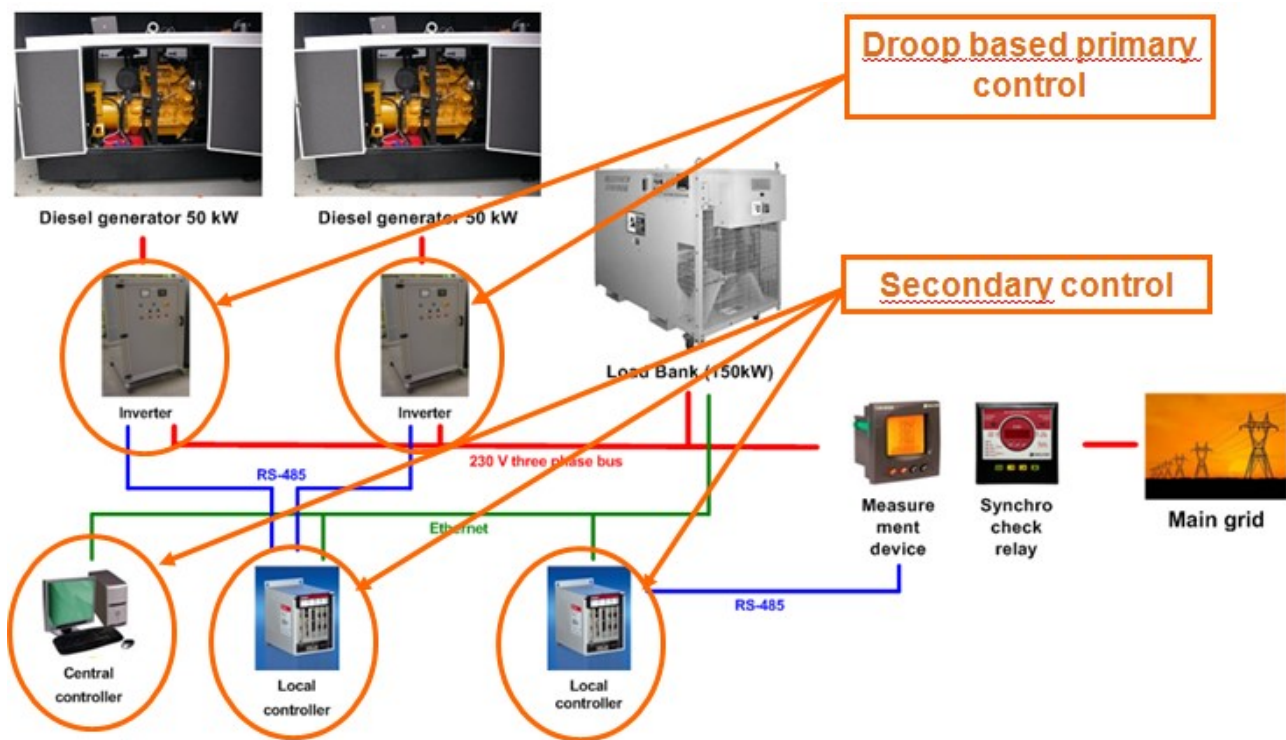 Droop based primary
control
Diesel generator 50 kW
Diesel generator 50 kW
Secondary control
Load Bank (150kW)
Inverter
Inverter
230 V three phase bus
RS-485
Ethernet
Measure
ment
device
Synchro
check
relay
Main grid
RS-485
Central
controller
Local
controller
Local
controller